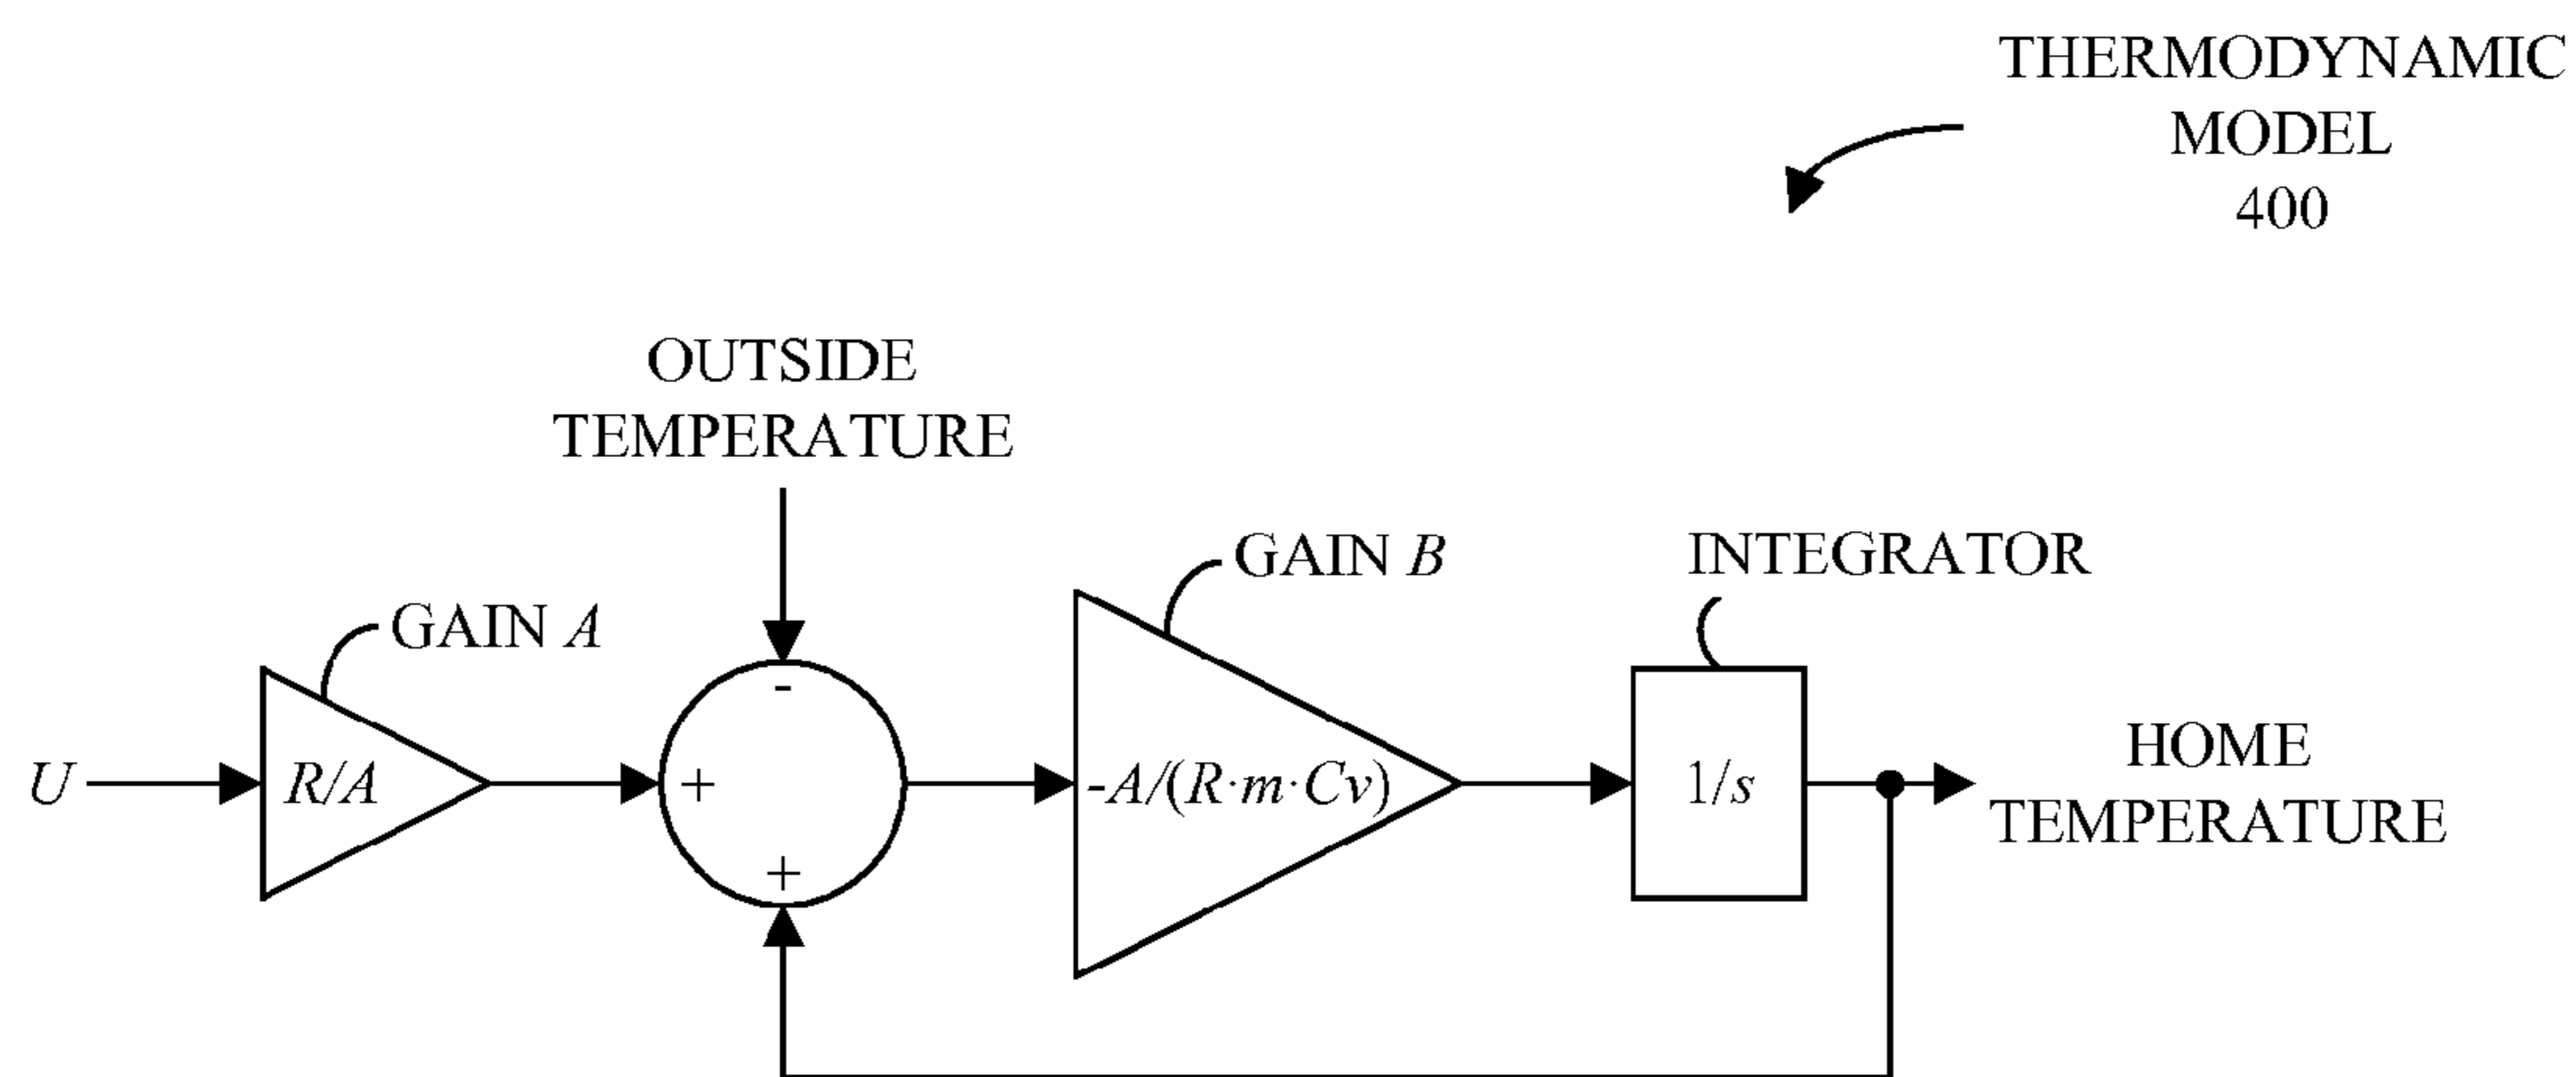 THERMODYNAMIC
MODEL
400
OUTSIDE
TEMPERATURE
GAIN B
INTEGRATOR
GAIN A
-
U
R/A
+
-A/(R·m·Cv)
1/s
HOME
TEMPERATURE
+